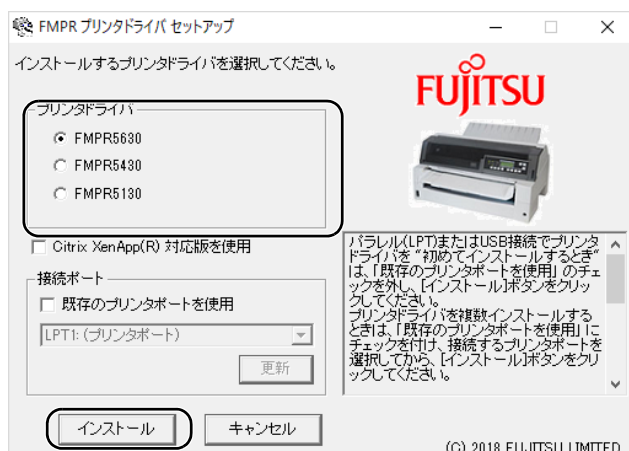 FMPR プリンタドライバ セットアップ
インストールするプリンタドライバを選択してください。
FUJITSU
プリンタドライバ
FMPR5630
FMPR5430
FMPR5130
Citrix XenApp(R) 対応版を使用
接続ポート
既存のプリンタポートを使用
LPT1: (プリンタポート)
更新
パラレル(LPT)またはUSB接続でプリンタ
ドライバを“初めてインストールするとき”
は、「既存のプリンタポートを使用」のチェ
ックを外し、[インストール]ボタンをクリッ
クしてください。
プリンタドライバを複数インストールする
ときは、「既存のプリンタポートを使用」に
チェックを付け、接続するプリンタポートを
選択してから、[インストール]ボタンをクリ
ックしてください。
インストール
キャンセル
(C) 2018 FUJITSU LIMITED